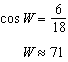 cos W = 6/18
W ≈ 71